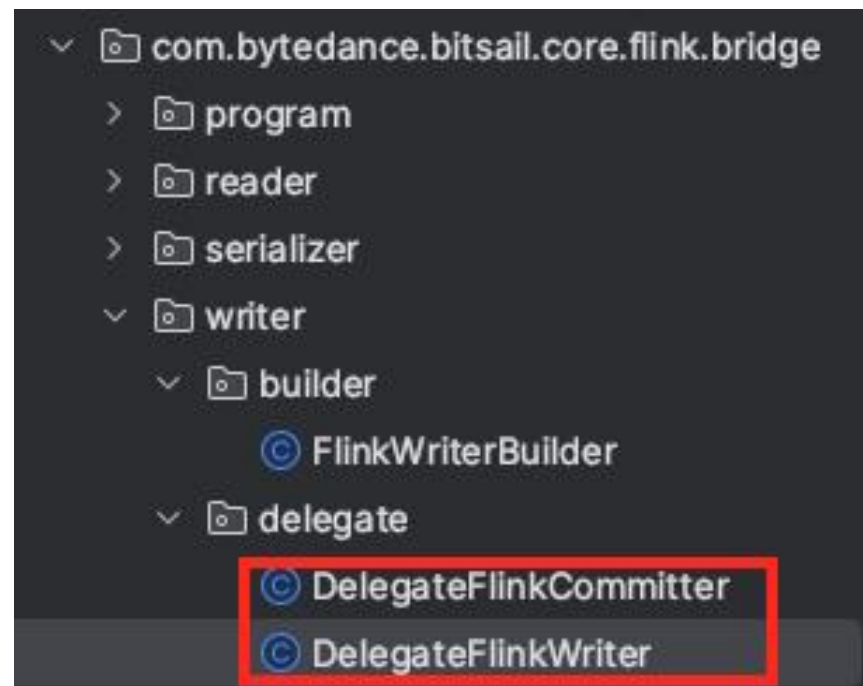 com.bytedance.bitsail.core.flink.bridge
program
reader
serializer
writer
builder
FlinkWriterBuilder
delegate
DelegateFlinkCommitter
DelegateFlinkWriter